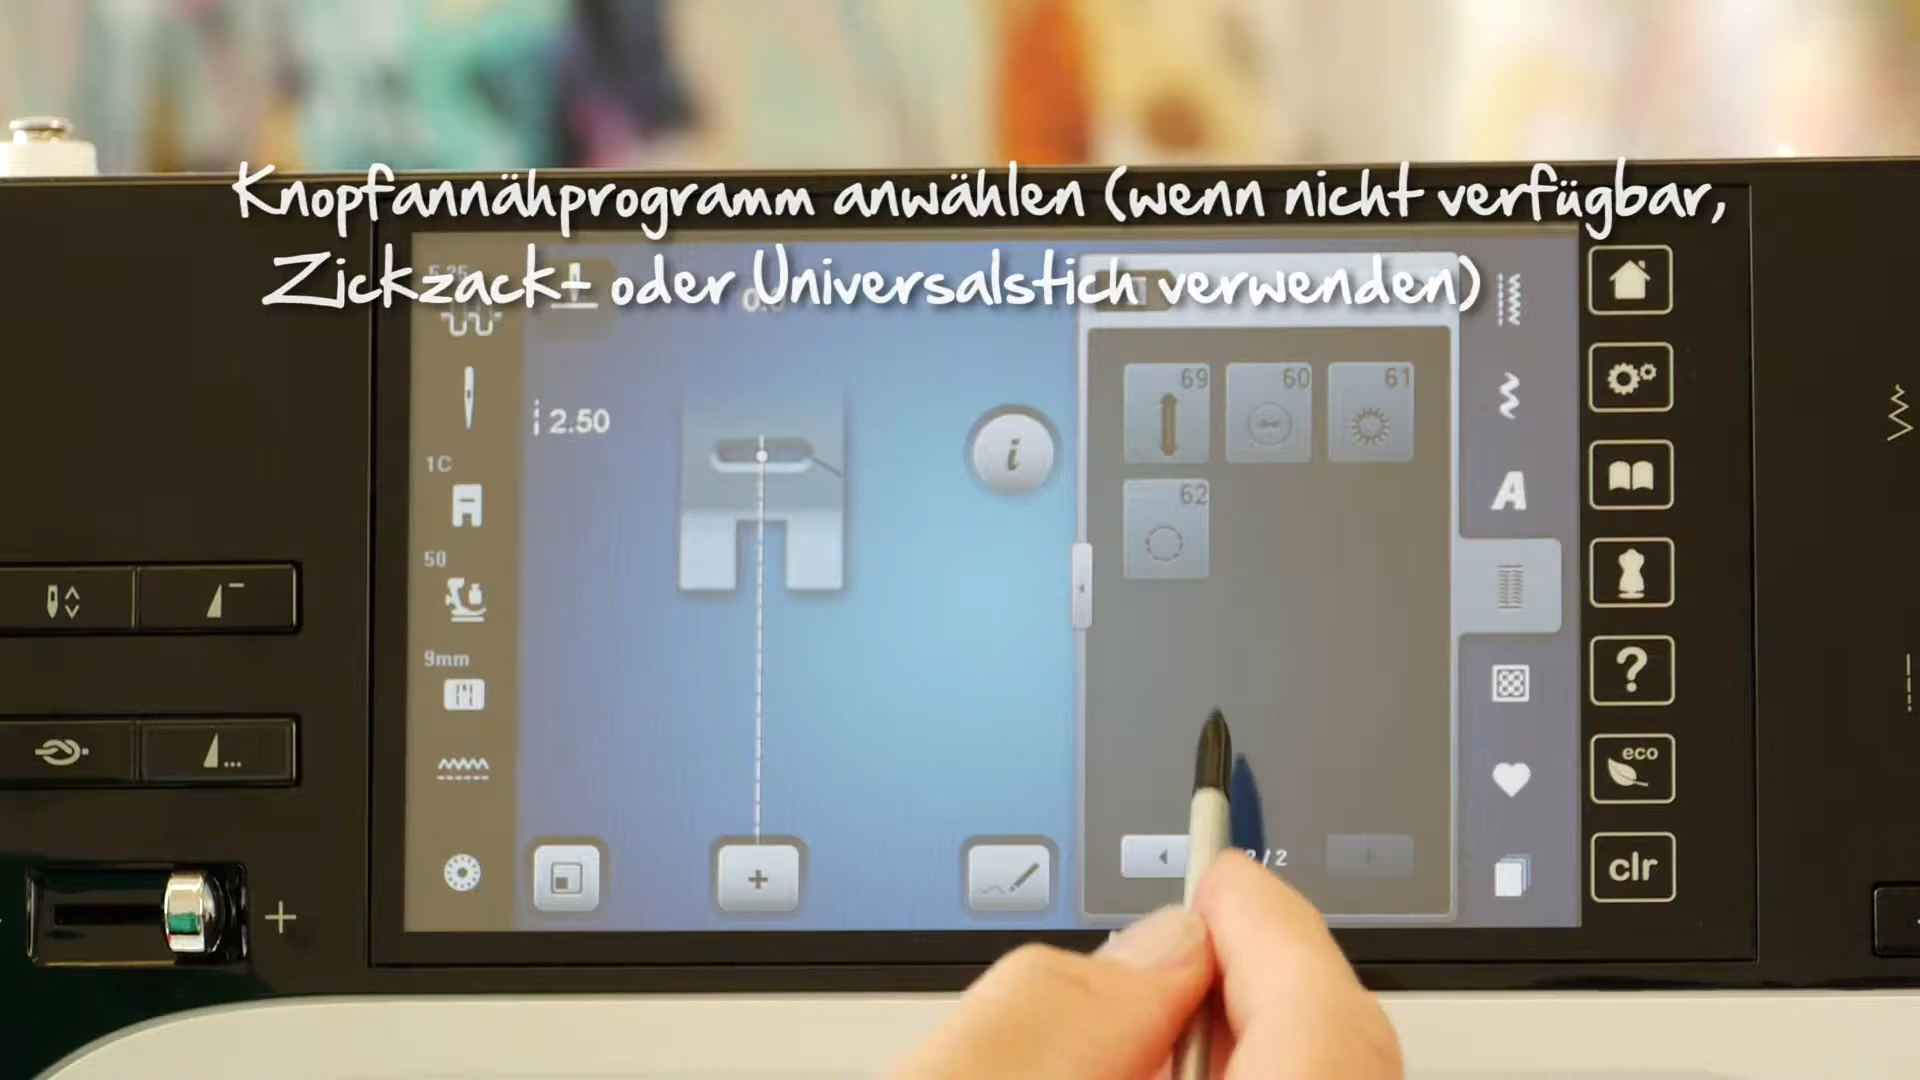 Knopfannähprogramm anwählen (wenn nicht verfügbar,
Zickzack- oder Universalstich verwenden)
2.50
i
69 60 61
1C
62
50
A
9mm
?
eco
/2
clr
+
+